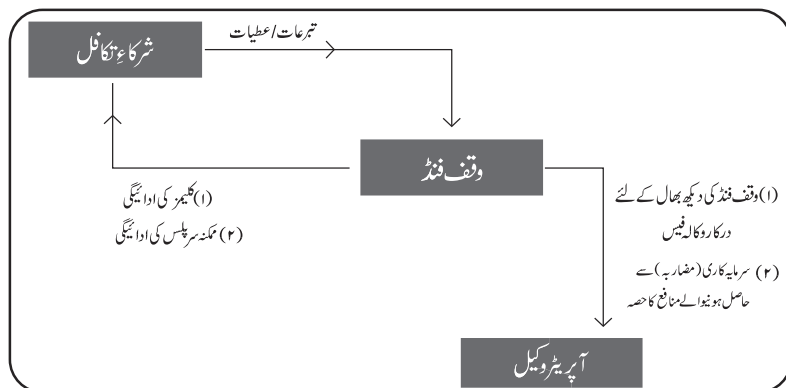 تبرعات/عطیات
شرکاءِ تکافل
وقف فنڈ
(۱) کلیمز کی ادائیگی
(۲) ممکنہ سرپلس کی ادائیگی
(۱) وقف فنڈ کی دیکھ بھال کے لئے
درکار وکالہ فیس
(۲) سرمایہ کاری (مضاربہ) سے
حاصل ہونیوالے منافع کا حصہ
آپریٹر وکیل